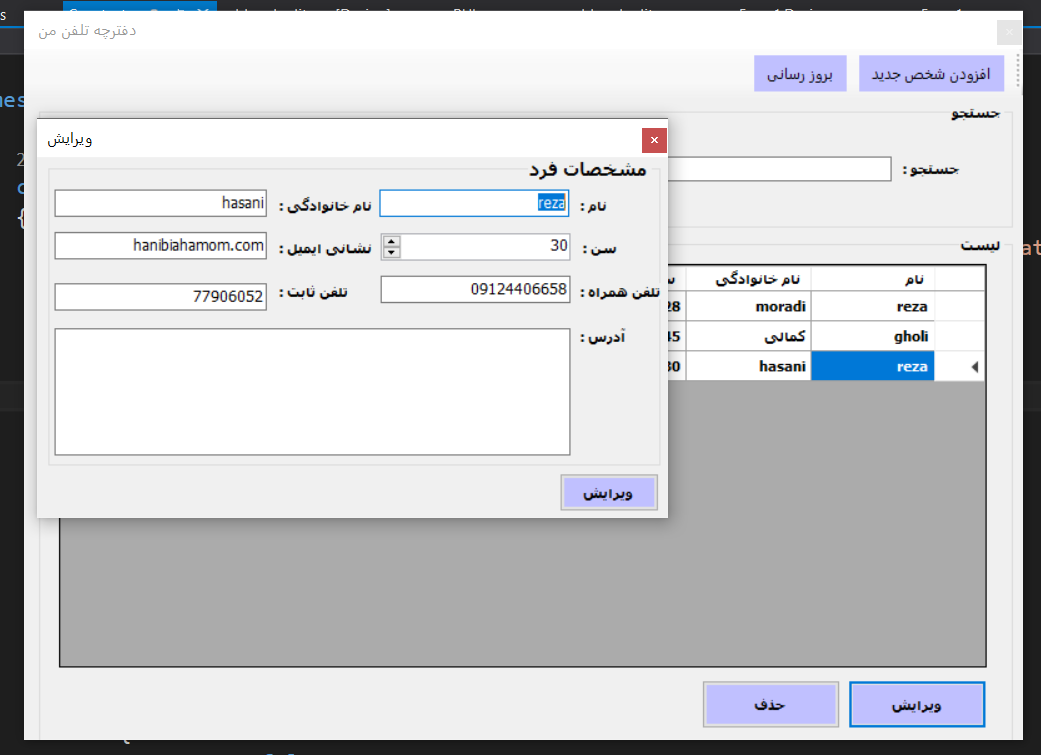 دفترچه تلفن من
افزودن شخص جدید
بروز رسانی
جستجو
جستجو :
ویرایش
مشخصات فرد
نام : reza
نام خانوادگی : hasani
سن : 30
نشانی ایمیل : hanibiahamom.com
تلفن همراه : 09124406658
تلفن ثابت : 77906052
آدرس :
ویرایش
لیست
نام نام خانوادگی
reza moradi 28
gholi کمالی 45
reza hasani 30
ویرایش
حذف